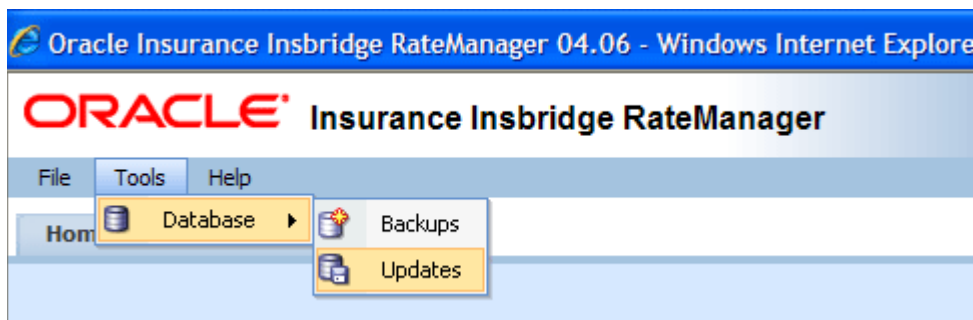 Oracle Insurance Insbridge RateManager 04.06 - Windows Internet Explore
ORACLE Insurance Insbridge RateManager
File Tools Help
Hom Database Backups
Updates